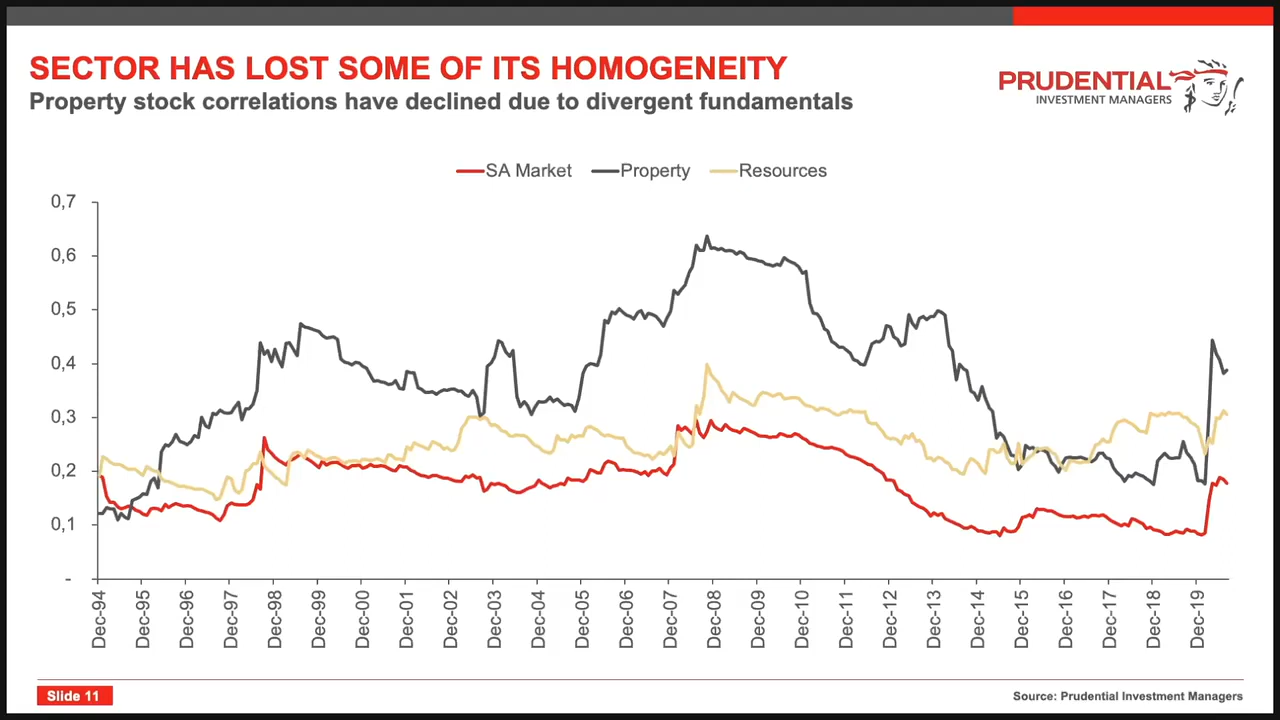 SECTOR HAS LOST SOME OF ITS HOMOGENEITY
Property stock correlations have declined due to divergent fundamentals
PRUDENTIAL
INVESTMENT MANAGERS
SA Market Property Resources
0,7
0,6
0,5
0,4
0,3
0,2
0,1
-
Dec-94
Dec-95
Dec-96
Dec-97
Dec-98
Dec-99
Dec-00
Dec-01
Dec-02
Dec-03
Dec-04
Dec-05
Dec-06
Dec-07
Dec-08
Dec-09
Dec-10
Dec-11
Dec-12
Dec-13
Dec-14
Dec-15
Dec-16
Dec-17
Dec-18
Dec-19
Slide 11
Source: Prudential Investment Managers